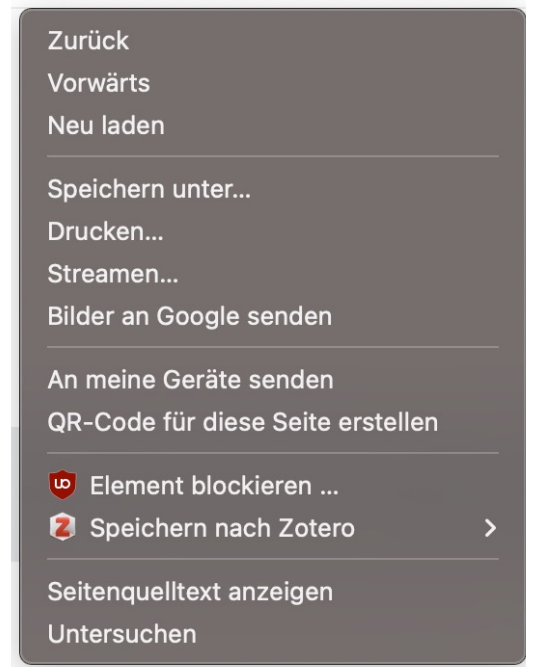 Zurück
Vorwärts
Neu laden
Speichern unter...
Drucken...
Streamen...
Bilder an Google senden
An meine Geräte senden
QR-Code für diese Seite erstellen
uo Element blockieren ...
Z Speichern nach Zotero
Seitenquelltext anzeigen
Untersuchen